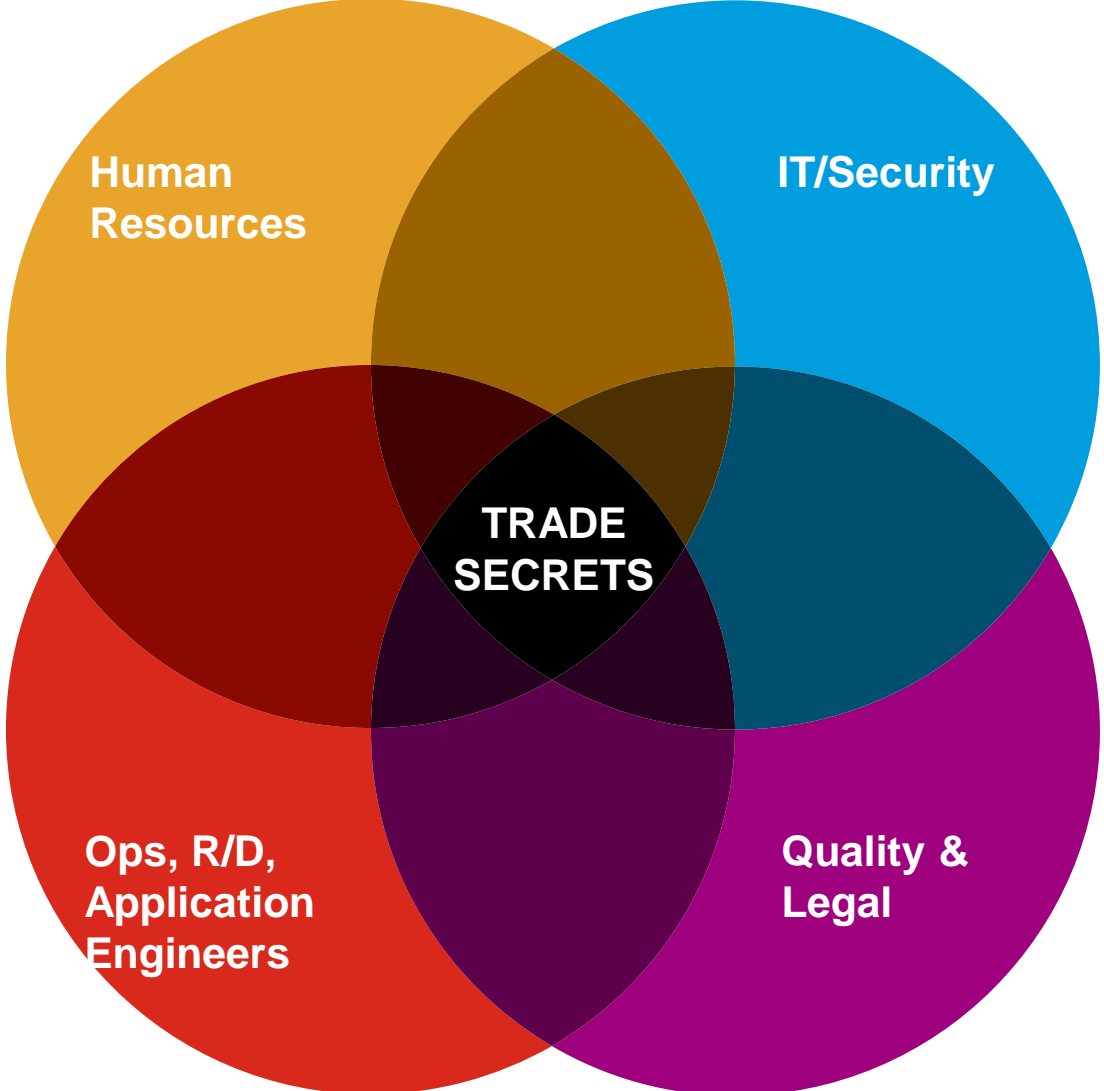 Human
Resources
IT/Security
TRADE
SECRETS
Ops, R/D,
Application
Engineers
Quality &
Legal